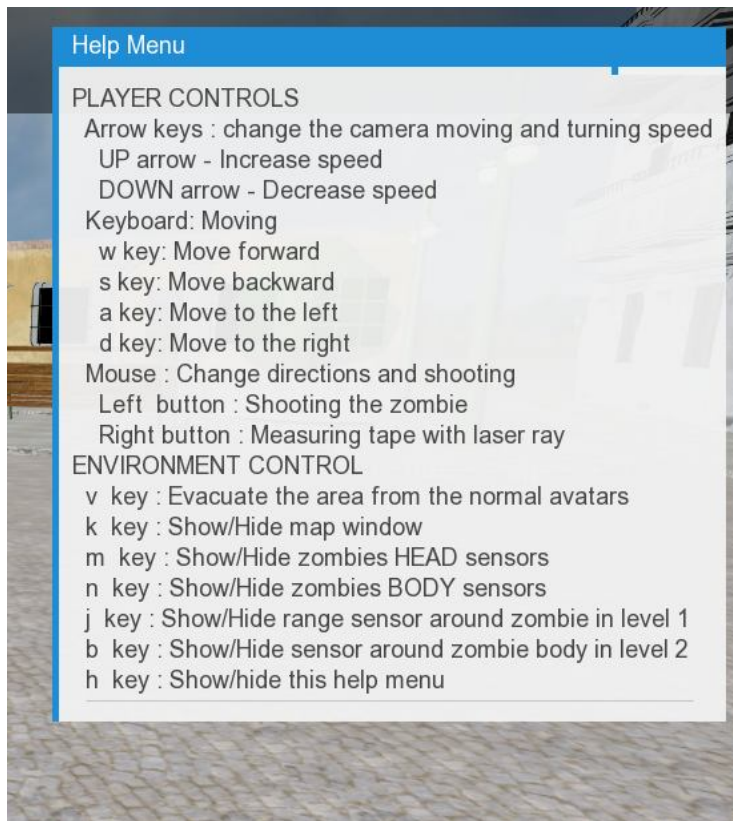 Help Menu
PLAYER CONTROLS
Arrow keys : change the camera moving and turning speed
UP arrow - Increase speed
DOWN arrow - Decrease speed
Keyboard: Moving
w key: Move forward
s key: Move backward
a key: Move to the left
d key: Move to the right
Mouse : Change directions and shooting
Left  button : Shooting the zombie
Right button : Measuring tape with laser ray
ENVIRONMENT CONTROL
v  key : Evacuate the area from the normal avatars
k  key : Show/Hide map window
m  key : Show/Hide zombies HEAD sensors
n  key : Show/Hide zombies BODY sensors
j  key : Show/Hide range sensor around zombie in level 1
b  key : Show/Hide sensor around zombie body in level 2
h  key : Show/hide this help menu